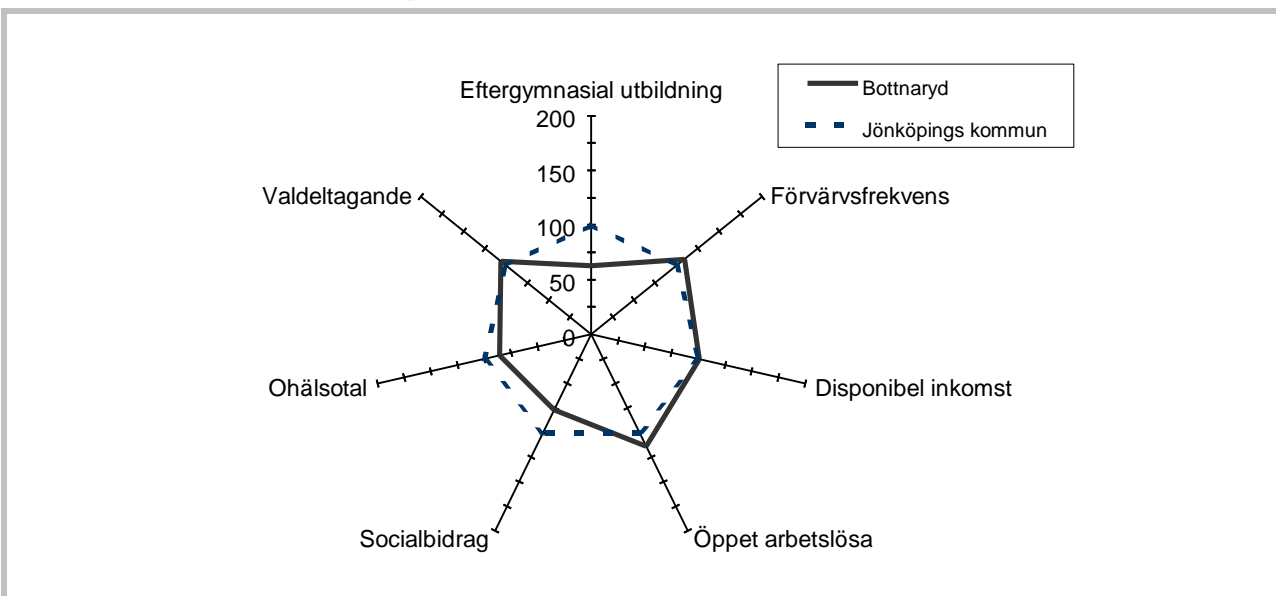 Eftergymnasial utbildning
Bottnaryd
Jönköpings kommun
200
150
100
50
0
Valdeltagande
Förvärvsfrekvens
Ohälsotal
Disponibel inkomst
Socialbidrag
Öppet arbetslösa